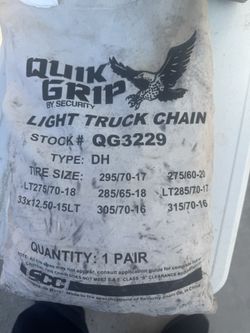 QUIK
GRIP
BY SECURITY
LIGHT TRUCK CHAIN
STOCK# QG3229
TYPE: DH
TIRE SIZE: 295/70-17 275/60-20
LT275/70-18 285/65-18 LT285/70-17
33x12.50-15LT 305/70-16 315/70-16
QUANTITY: 1 PAIR
SCC